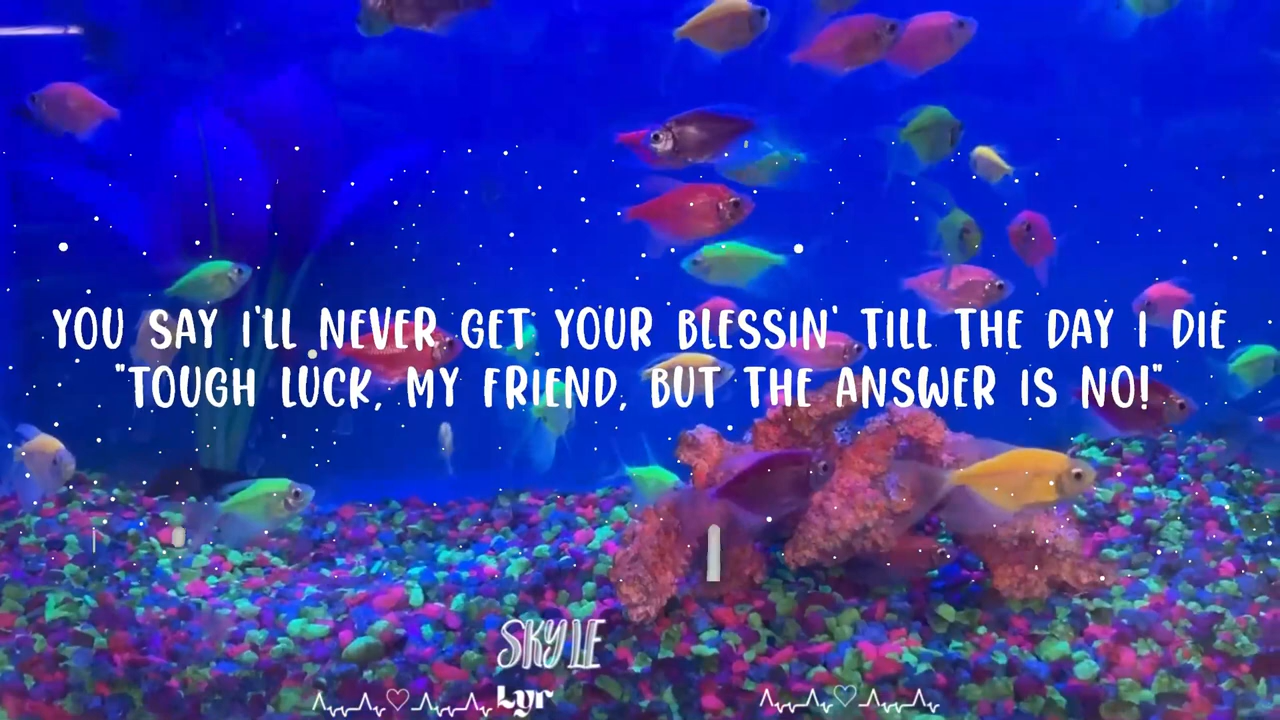 YOU SAY I'LL NEVER GET YOUR BLESSIN' TILL THE DAY I DIE
"TOUGH LUCK, MY FRIEND, BUT THE ANSWER IS NO!"
SKYLE
Lyr